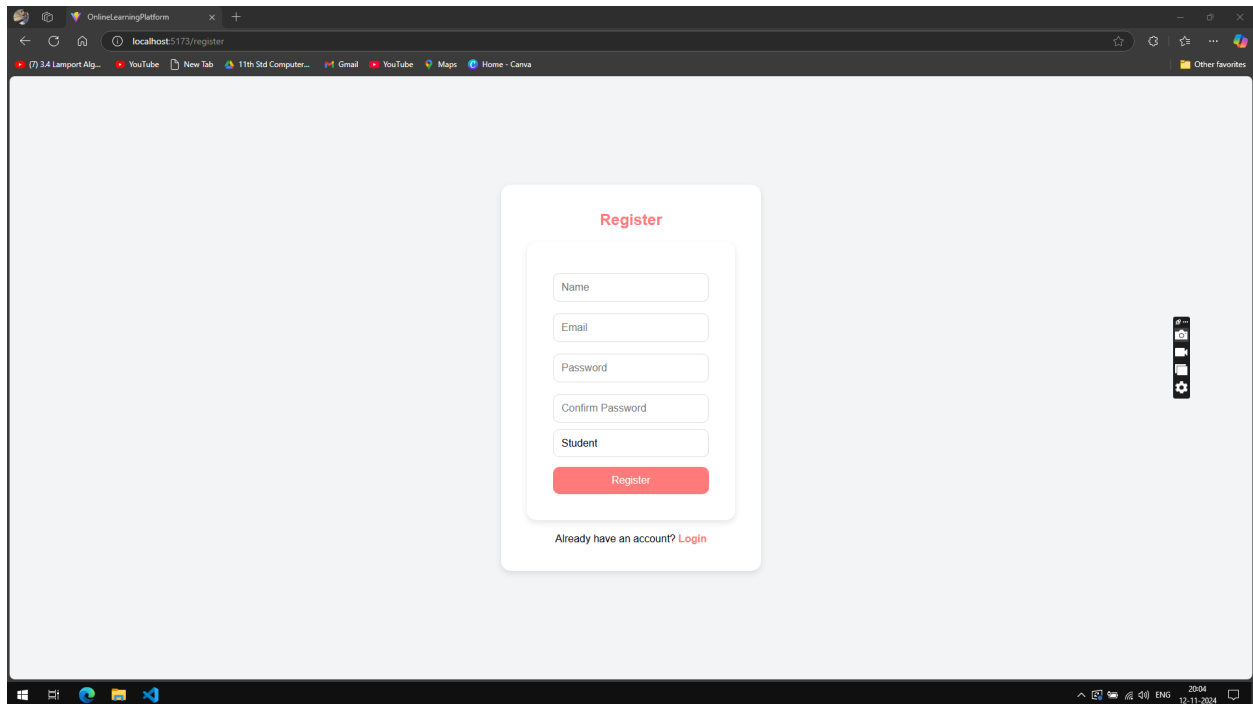 OnlineLearningPlatform
localhost:5173/register
(7) 3.4 Lamport Alg... YouTube New Tab 11th Std Computer... Gmail YouTube Maps Home - Canva Other favorites
Register
Name
Email
Password
Confirm Password
Student
Register
Already have an account? Login
ENG 20:04
12-11-2024